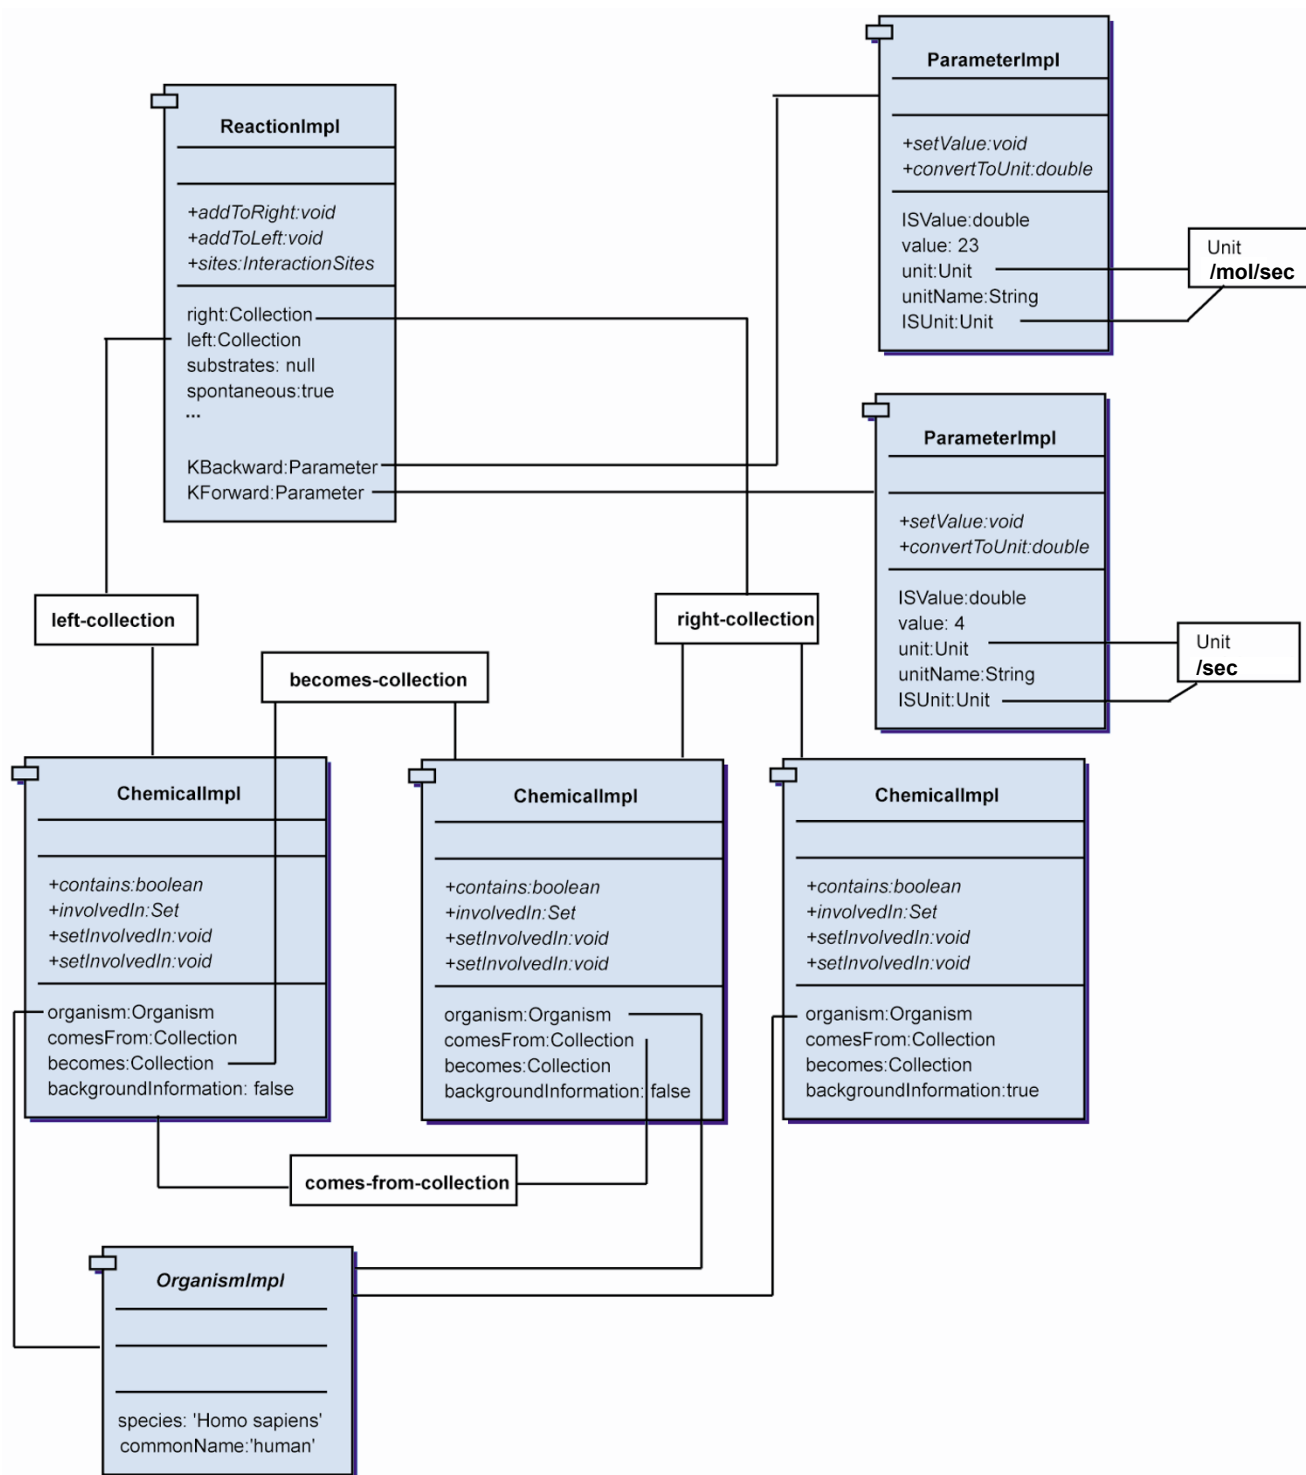 ParameterImpl
+setValue:void
+convertToUnit:double
ISValue:double
value: 23
unit:Unit
unitName:String
ISUnit:Unit
Unit
/mol/sec
ReactionImpl
+addToRight:void
+addToLeft:void
+sites:InteractionSites
right:Collection
left:Collection
substrates: null
spontaneous:true
...
KBackward:Parameter
KForward:Parameter
ParameterImpl
+setValue:void
+convertToUnit:double
ISValue:double
value: 4
unit:Unit
unitName:String
ISUnit:Unit
Unit
/sec
left-collection
right-collection
becomes-collection
ChemicalImpl
+contains:boolean
+involvedIn:Set
+setInvolvedIn:void
+setInvolvedIn:void
organism:Organism
comesFrom:Collection
becomes:Collection
backgroundInformation: false
ChemicalImpl
+contains:boolean
+involvedIn:Set
+setInvolvedIn:void
+setInvolvedIn:void
organism:Organism
comesFrom:Collection
becomes:Collection
backgroundInformation: false
ChemicalImpl
+contains:boolean
+involvedIn:Set
+setInvolvedIn:void
+setInvolvedIn:void
organism:Organism
comesFrom:Collection
becomes:Collection
backgroundInformation:true
comes-from-collection
OrganismImpl
species: 'Homo sapiens'
commonName:'human'